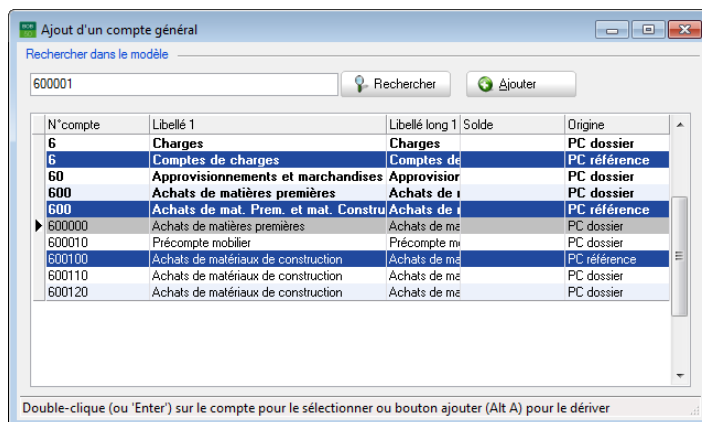 Ajout d'un compte général
Rechercher dans le modèle
600001 Rechercher Ajouter
N°compte Libellé 1 Libellé long 1 Solde Origine
6 Charges Charges PC dossier
6 Comptes de charges Comptes de PC référence
60 Approvisionnements et marchandises Approvisior PC dossier
600 Achats de matières premières Achats de r PC dossier
600 Achats de mat. Prem. et mat. Constru Achats de r PC référence
600000 Achats de matières premières Achats de ma PC dossier
600010 Précompte mobilier Précompte m PC dossier
600100 Achats de matériaux de construction Achats de ma PC référence
600110 Achats de matériaux de construction Achats de ma PC dossier
600120 Achats de matériaux de construction Achats de ma PC dossier
Double-clique (ou 'Enter') sur le compte pour le sélectionner ou bouton ajouter (Alt A) pour le dériver